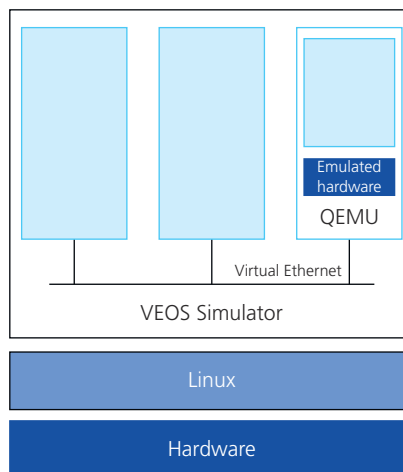 Emulated
hardware
QEMU
Virtual Ethernet
VEOS Simulator
Linux
Hardware